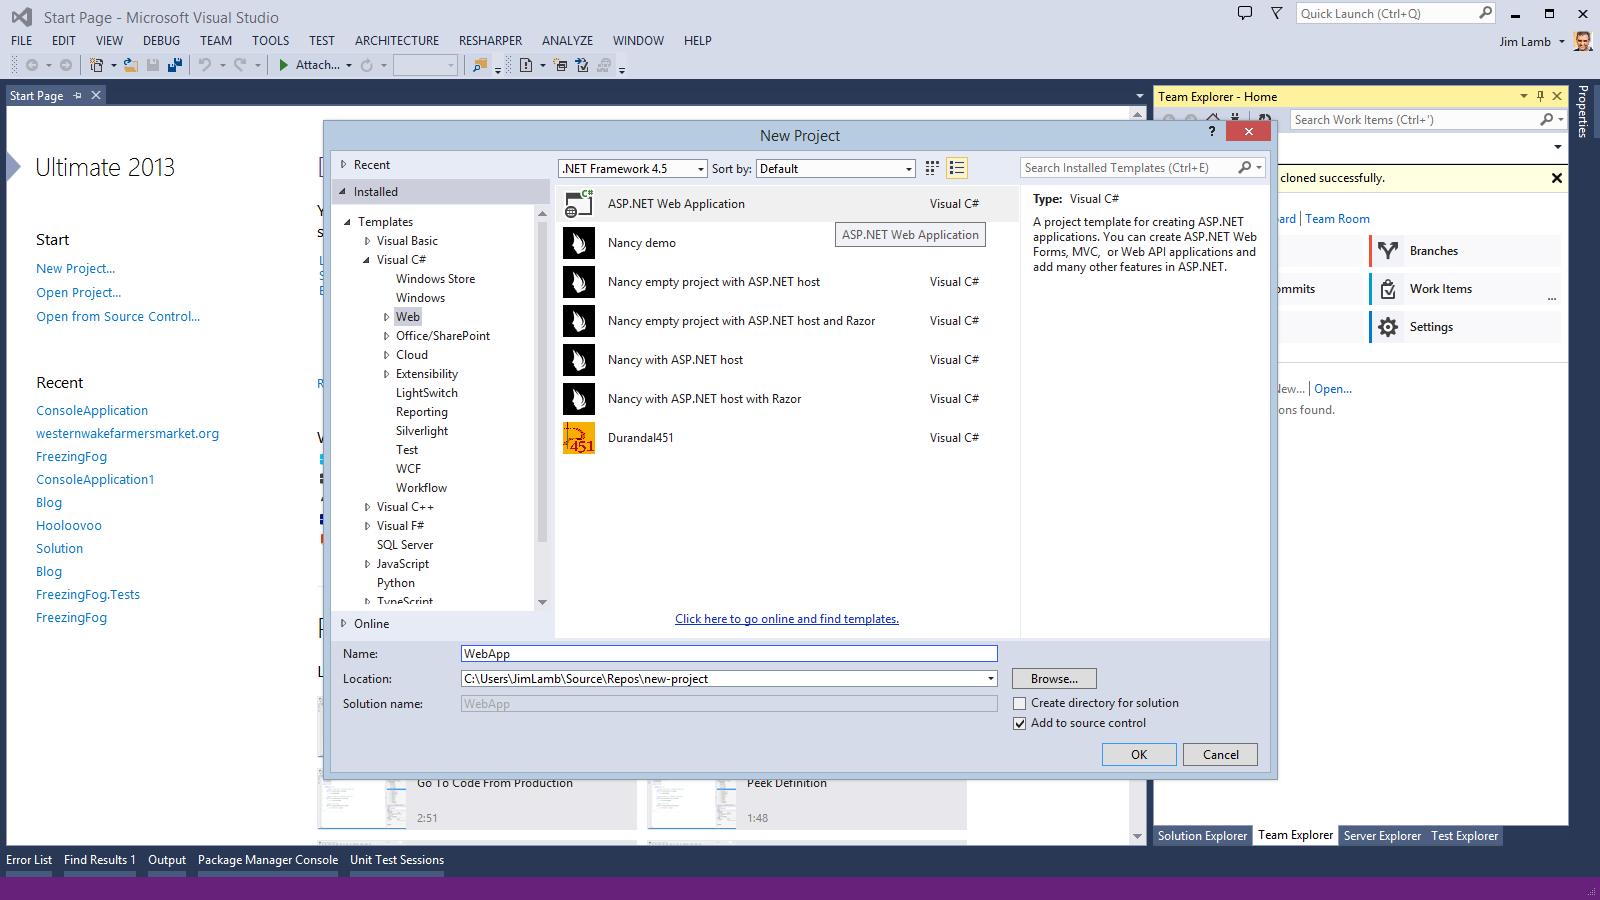 Start Page - Microsoft Visual Studio
Quick Launch (Ctrl+Q)
FILE EDIT VIEW DEBUG TEAM TOOLS TEST ARCHITECTURE RESHARPER ANALYZE WINDOW HELP
Jim Lamb
Attach...
Start Page
Team Explorer - Home
Properties
Search Work Items (Ctrl+')
cloned successfully.
Team Room
Branches
Work Items
...
Settings
Open...
Ultimate 2013
Start
New Project...
Open Project...
Open from Source Control...
Recent
ConsoleApplication
westernwakefarmersmarket.org
FreezingFog
ConsoleApplication1
Blog
Hooloovoo
Solution
Blog
FreezingFog.Tests
FreezingFog
New Project
?
Recent
Installed
Templates
Visual Basic
Visual C#
Windows Store
Windows
Web
Office/SharePoint
Cloud
Extensibility
LightSwitch
Reporting
Silverlight
Test
WCF
Workflow
Visual C++
Visual F#
SQL Server
JavaScript
Python
TypeScript
Online
.NET Framework 4.5 Sort by: Default
Search Installed Templates (Ctrl+E)
ASP.NET Web Application Visual C#
ASP.NET Web Application
Nancy demo
Nancy empty project with ASP.NET host Visual C#
Nancy empty project with ASP.NET host and Razor Visual C#
Nancy with ASP.NET host Visual C#
Nancy with ASP.NET host with Razor Visual C#
451 Durandal451 Visual C#
Click here to go online and find templates.
Type: Visual C#
A project template for creating ASP.NET
applications. You can create ASP.NET Web
Forms, MVC, or Web API applications and
add many other features in ASP.NET.
Name: WebApp
Location: C:\Users\JimLamb\Source\Repos\new-project Browse...
Solution name: WebApp
Create directory for solution
Add to source control
OK Cancel
Go To Code From Production
2:51
Peek Definition
1:48
Solution Explorer Team Explorer Server Explorer Test Explorer
Error List Find Results 1 Output Package Manager Console Unit Test Sessions